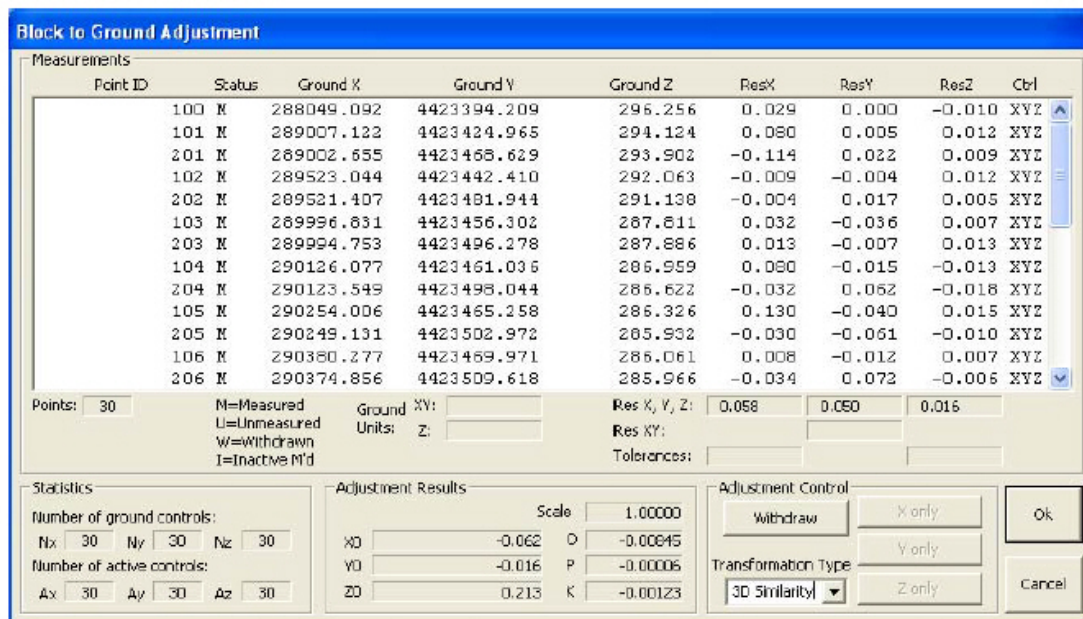 Block to Ground Adjustment
Measurements
Point ID Status Ground X Ground Y Ground Z ResX ResY ResZ Ctrl
100 M 288049.092 4423394.209 296.256 0.029 0.000 -0.010 XYZ
101 M 289007.122 4423424.965 294.124 0.080 0.005 0.012 XYZ
201 M 289002.655 4423468.629 293.902 -0.114 0.022 0.009 XYZ
102 M 289523.044 4423442.410 292.063 -0.009 -0.004 0.012 XYZ
202 M 289521.407 4423481.944 291.138 -0.004 0.017 0.005 XYZ
103 M 289996.831 4423456.302 287.811 0.032 -0.036 0.007 XYZ
203 M 289994.753 4423496.278 287.886 0.013 -0.007 0.013 XYZ
104 M 290126.077 4423461.036 286.959 0.080 -0.015 -0.013 XYZ
204 M 290123.549 4423498.044 286.622 -0.032 0.062 -0.018 XYZ
105 M 290254.006 4423465.258 286.326 0.130 -0.040 0.015 XYZ
205 M 290249.131 4423502.972 285.932 -0.030 -0.061 -0.010 XYZ
106 M 290380.277 4423469.971 286.061 0.008 -0.012 0.007 XYZ
206 M 290374.856 4423509.618 285.966 -0.034 0.072 -0.006 XYZ
Points: 30 M=Measured Ground Units: XY: Res X, Y, Z: 0.058 0.050 0.016
U=Unmeasured Z: Res XY:
W=Withdrawn
I=Inactive M'd Tolerances:
Statistics Adjustment Results Adjustment Control
Number of ground controls: Scale 1.00000 Withdraw X only Ok
Nx 30 Ny 30 Nz 30 X0 -0.062 O -0.00845
Number of active controls: Y0 -0.016 P -0.00006 Transformation Type Y only
Ax 30 Ay 30 Az 30 Z0 0.213 K -0.00123 3D Similarity Z only Cancel